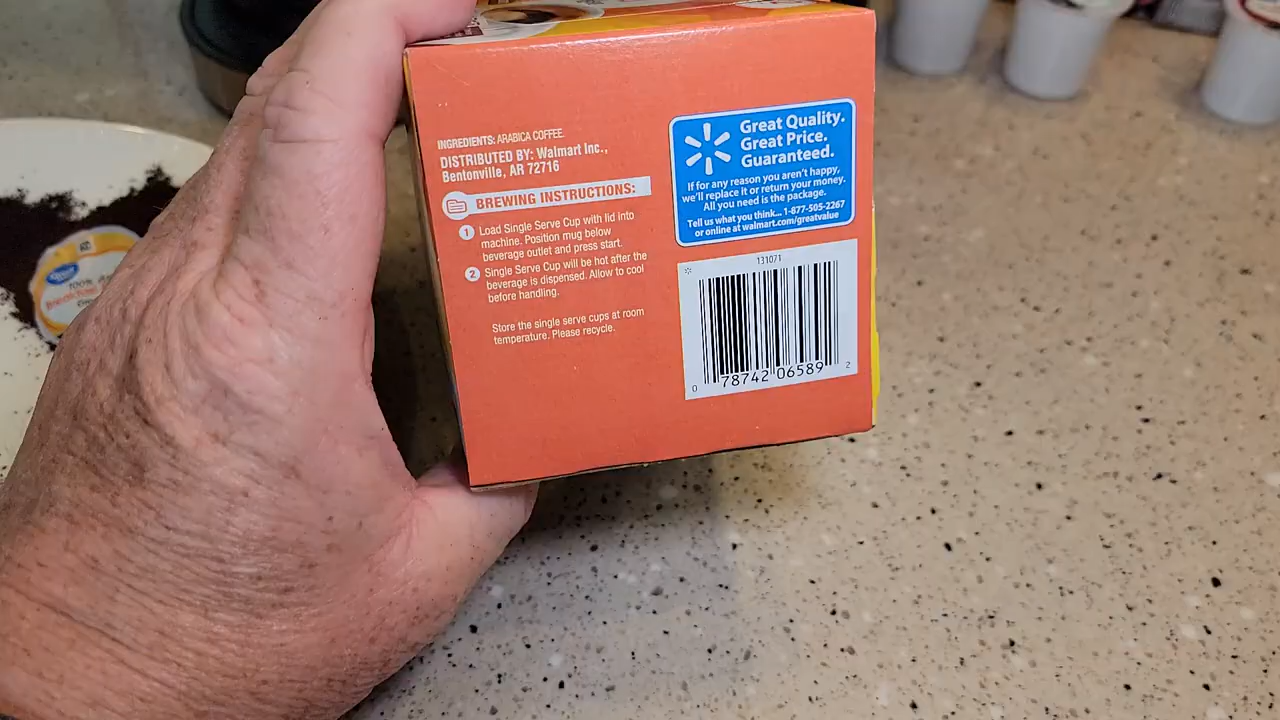 INGREDIENTS: ARABICA COFFEE.
DISTRIBUTED BY: Walmart Inc.,
Bentonville, AR 72716
BREWING INSTRUCTIONS:
1 Load Single Serve Cup with lid into
machine. Position mug below
beverage outlet and press start.
2 Single Serve Cup will be hot after the
beverage is dispensed. Allow to cool
before handling.
Store the single serve cups at room
temperature. Please recycle.
Great Quality.
Great Price.
Guaranteed.
If for any reason you aren't happy,
we'll replace it or return your money.
All you need is the package.
Tell us what you think... 1-877-505-2267
or online at walmart.com/greatvalue
131071
0 78742 06589 2
100%
Breakfast